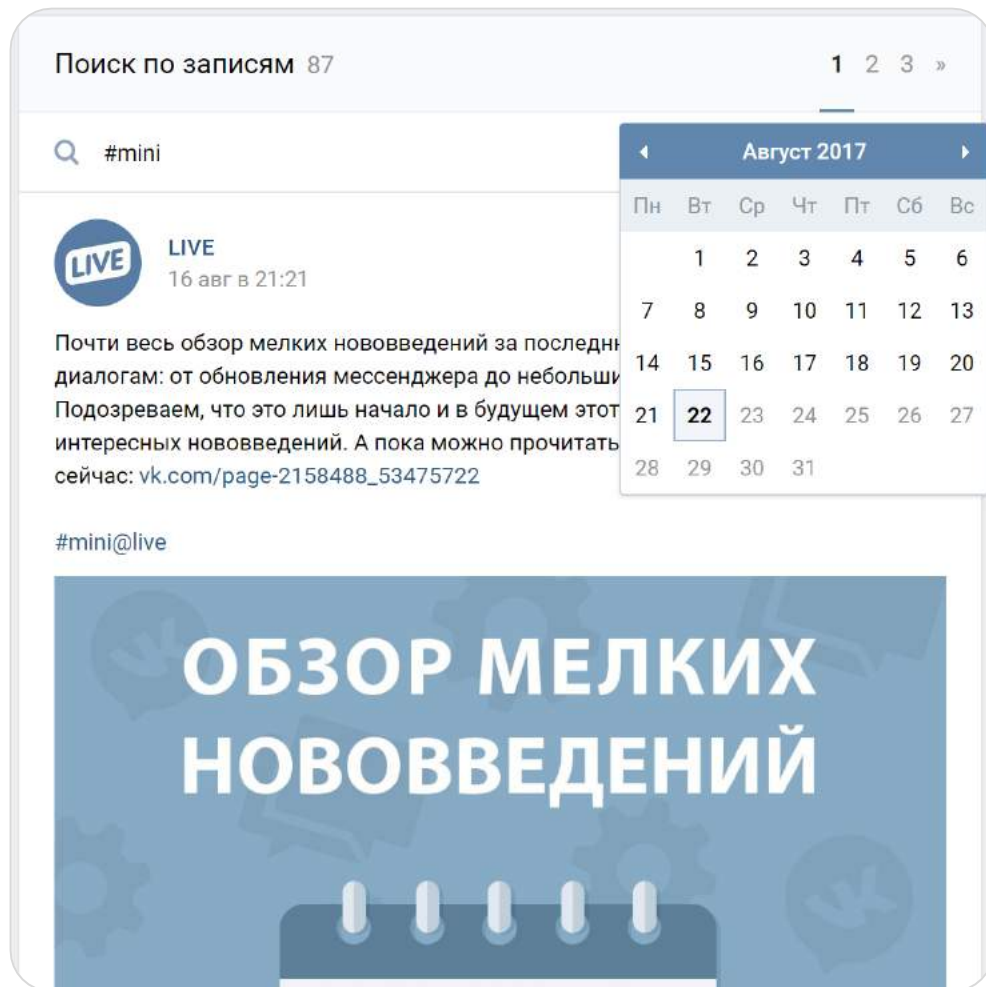 Поиск по записям 87
1 2 3 »
#mini
Август 2017
Пн Вт Ср Чт Пт Сб Вс
1 2 3 4 5 6
7 8 9 10 11 12 13
14 15 16 17 18 19 20
21 22 23 24 25 26 27
28 29 30 31
LIVE
LIVE
16 авг в 21:21
Почти весь обзор мелких нововведений за
диалогам: от обновления мессенджера до
Подозреваем, что это лишь начало и в будущем этот
интересных нововведений. А пока можно прочитать
сейчас: vk.com/page-2158488_53475722
#mini@live
ОБЗОР МЕЛКИХ
НОВОВВЕДЕНИЙ